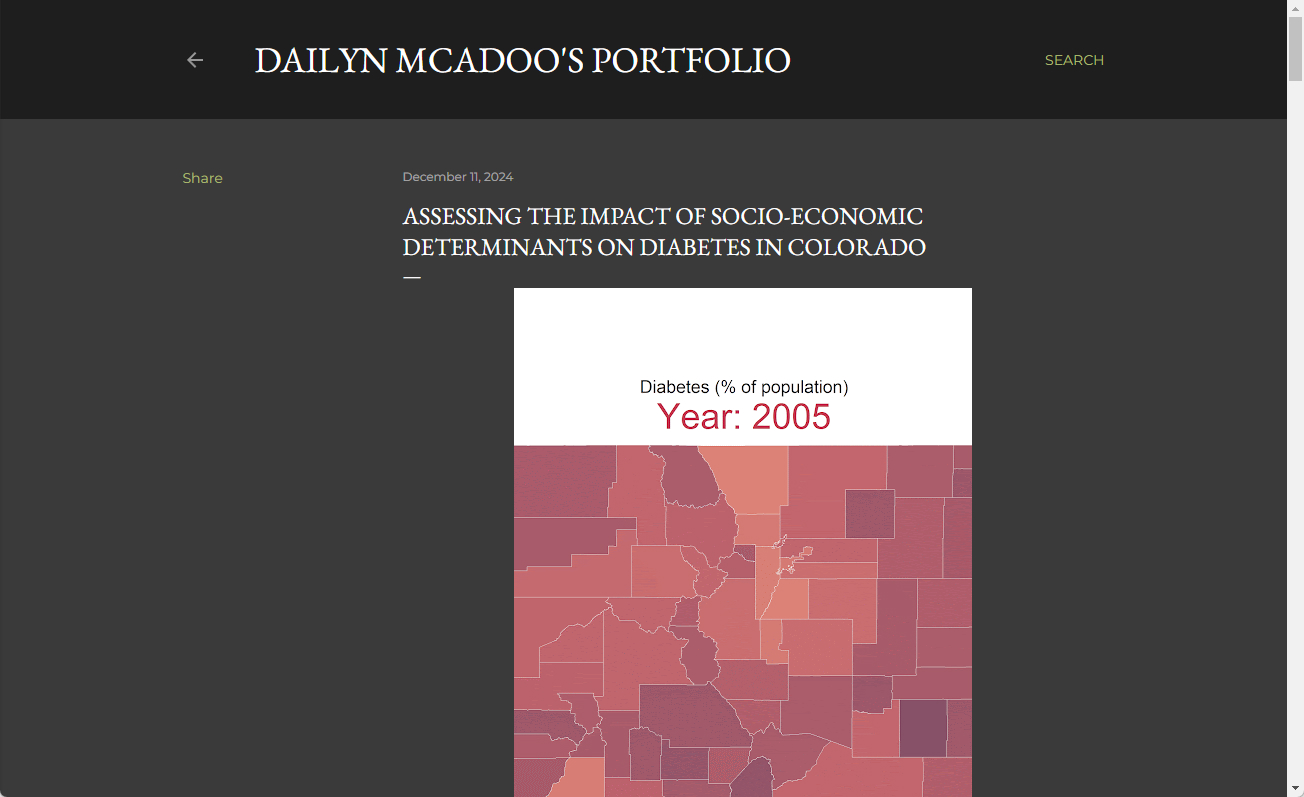 DAILYN MCADOO'S PORTFOLIO
SEARCH
Share
December 11, 2024
ASSESSING THE IMPACT OF SOCIO-ECONOMIC
DETERMINANTS ON DIABETES IN COLORADO
Diabetes (% of population)
Year: 2005